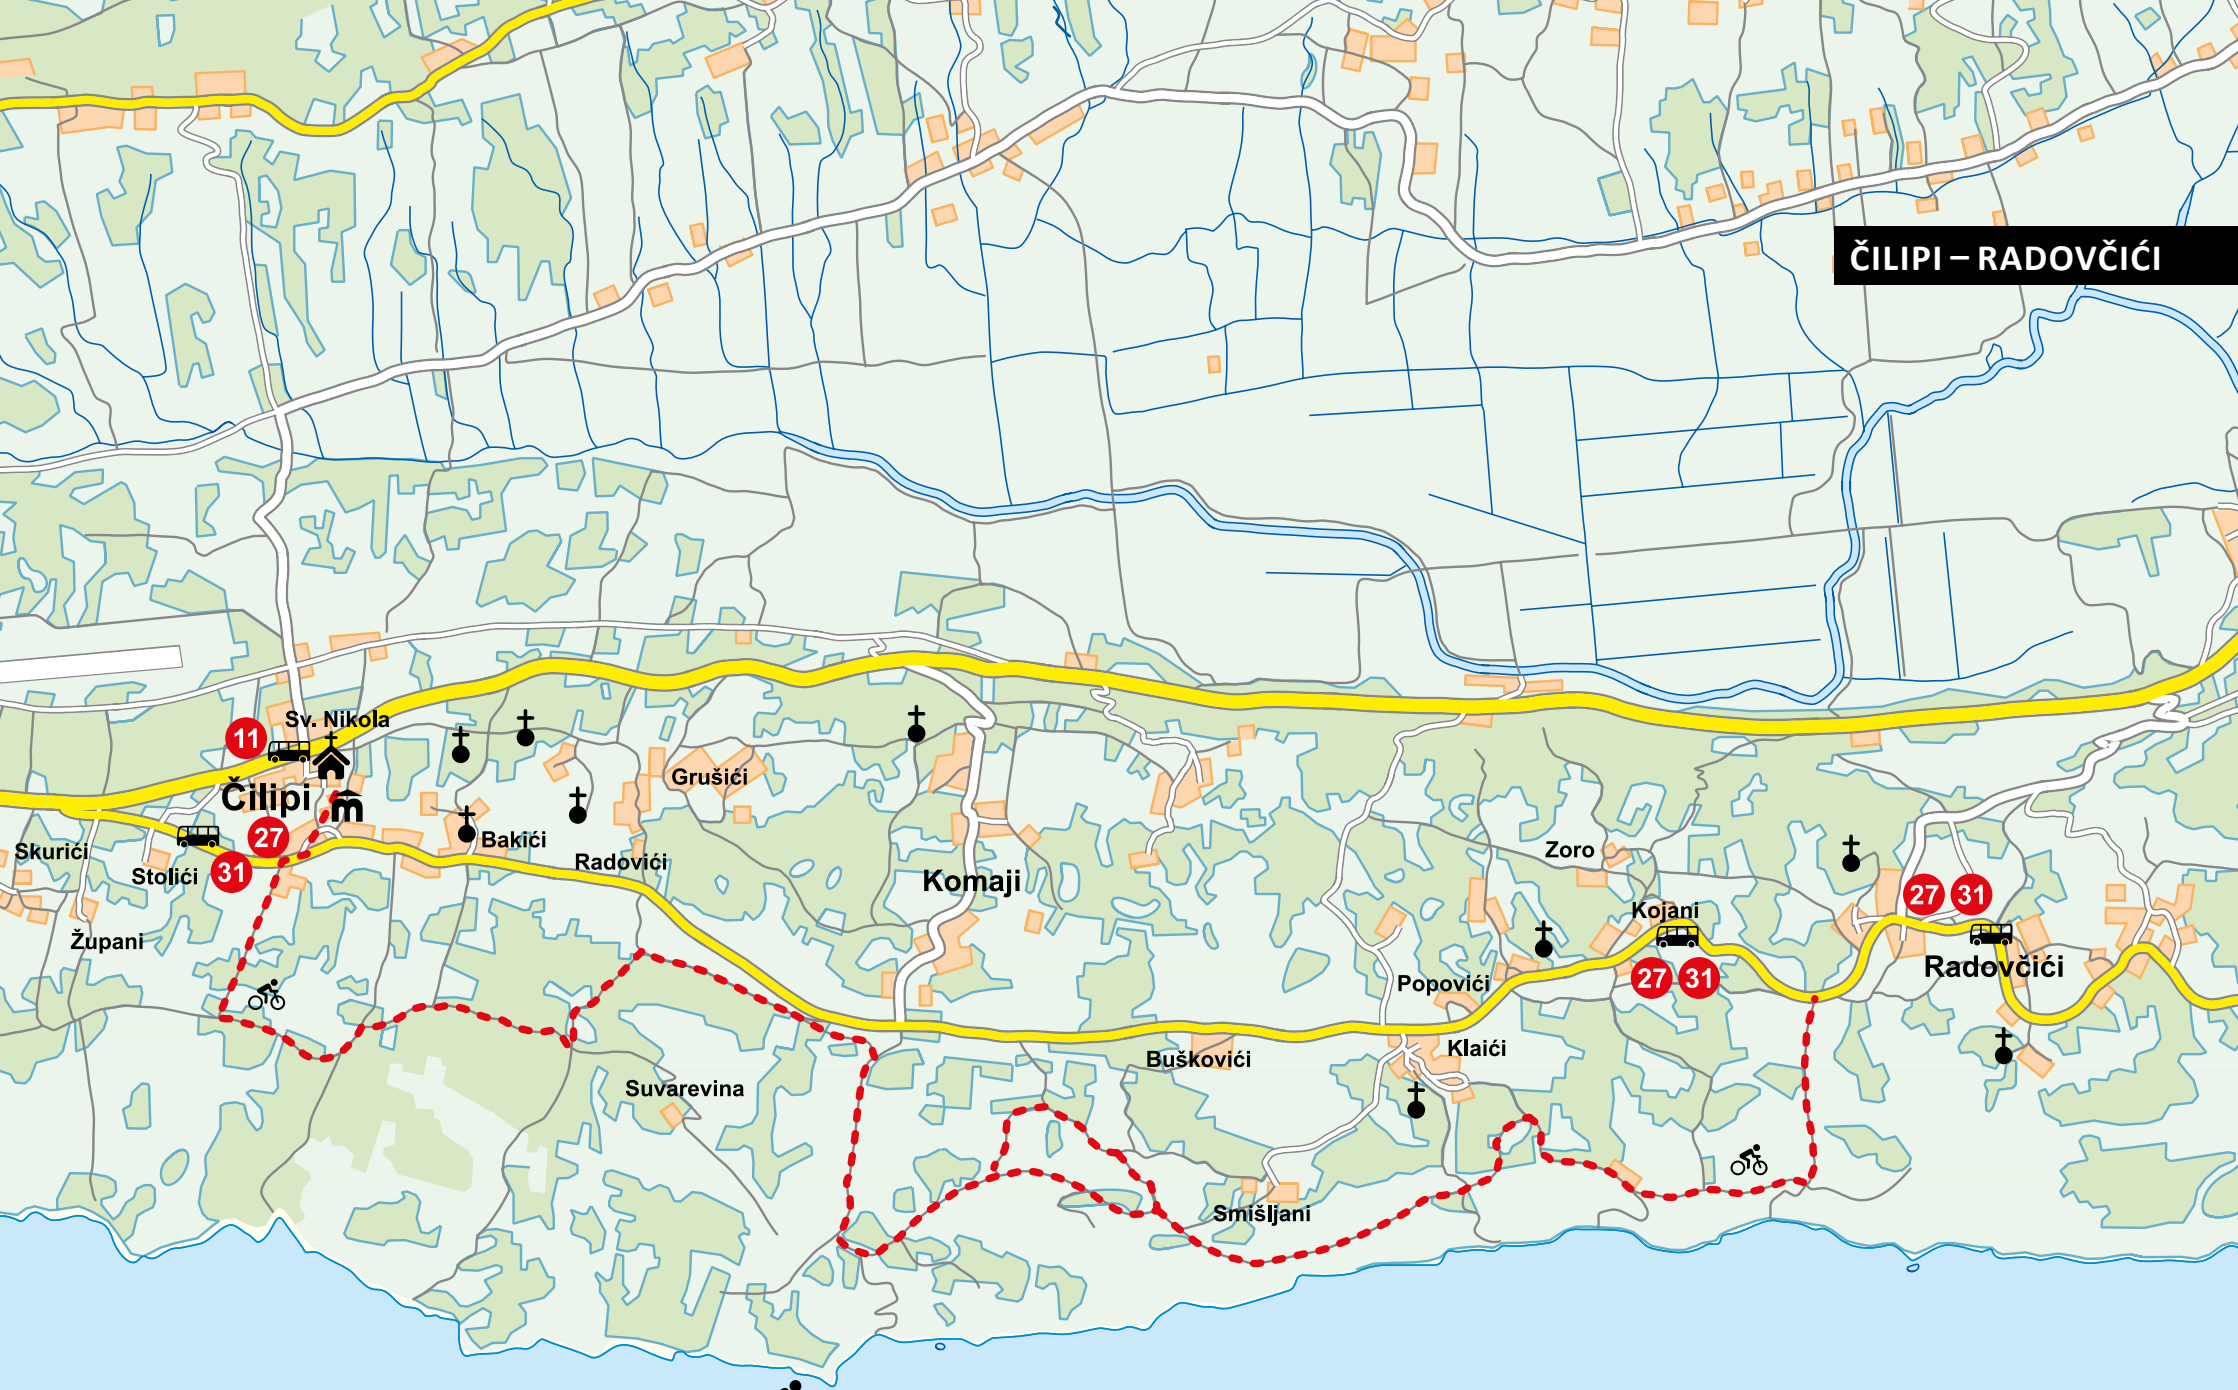 ČILIPI – RADOVČIĆI
Sv. Nikola
11
Čilipi
m
27
31
Skurići
Stolići
Župani
Bakići
Radovići
Grušići
Komaji
Suvarevina
Buškovići
Smišljani
Popovići
Klaići
Zoro
Kojani
27 31
27 31
Radovčići